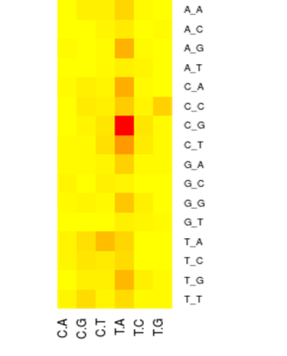 A_A
A_C
A_G
A_T
C_A
C_C
C_G
C_T
G_A
G_C
G_G
G_T
T_A
T_C
T_G
T_T
C.A
C.G
C.T
T.A
T.C
T.G